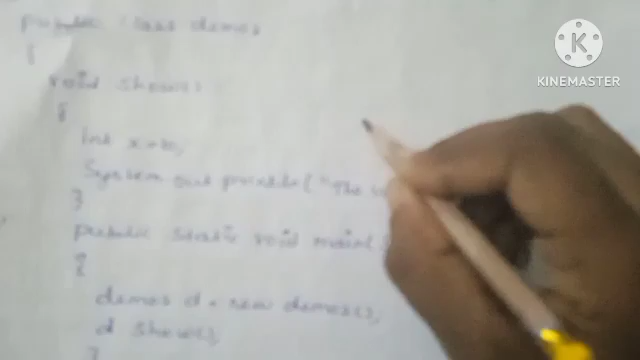 public class demos
{
void show()
{
int x=10;
System.out.println("The
}
public static void main(
{
demos d = new demos();
d show();
}
KINEMASTER